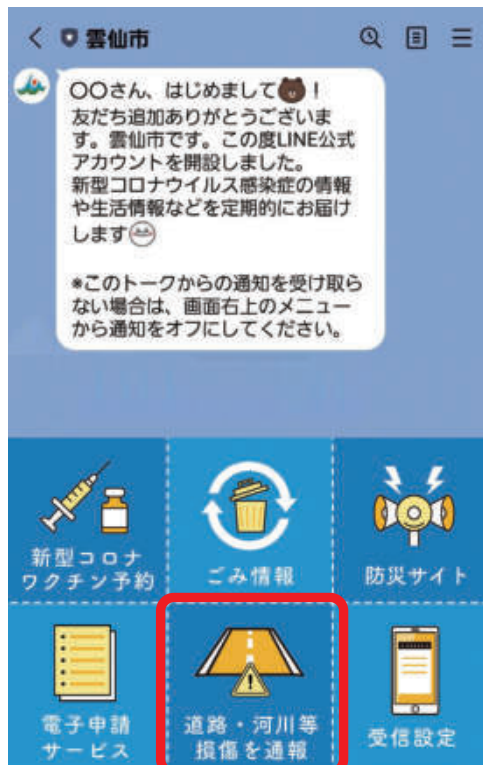 雲仙市
〇〇さん、はじめまして！
友だち追加ありがとうございま
す。雲仙市です。この度LINE公式
アカウントを開設しました。
新型コロナウイルス感染症の情報
や生活情報などを定期的にお届け
します
*このトークからの通知を受け取ら
ない場合は、画面右上のメニュー
から通知をオフにしてください。
新型コロナ
ワクチン予約
ごみ情報
防災サイト
電子申請
サービス
道路・河川等
損傷を通報
受信設定